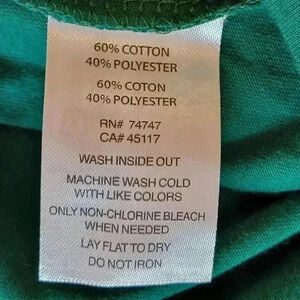 60% COTTON
40% POLYESTER
60% COTON
40% POLYESTER
RN# 74747
CA# 45117
WASH INSIDE OUT
MACHINE WASH COLD
WITH LIKE COLORS
ONLY NON-CHLORINE BLEACH
WHEN NEEDED
LAY FLAT TO DRY
DO NOT IRON